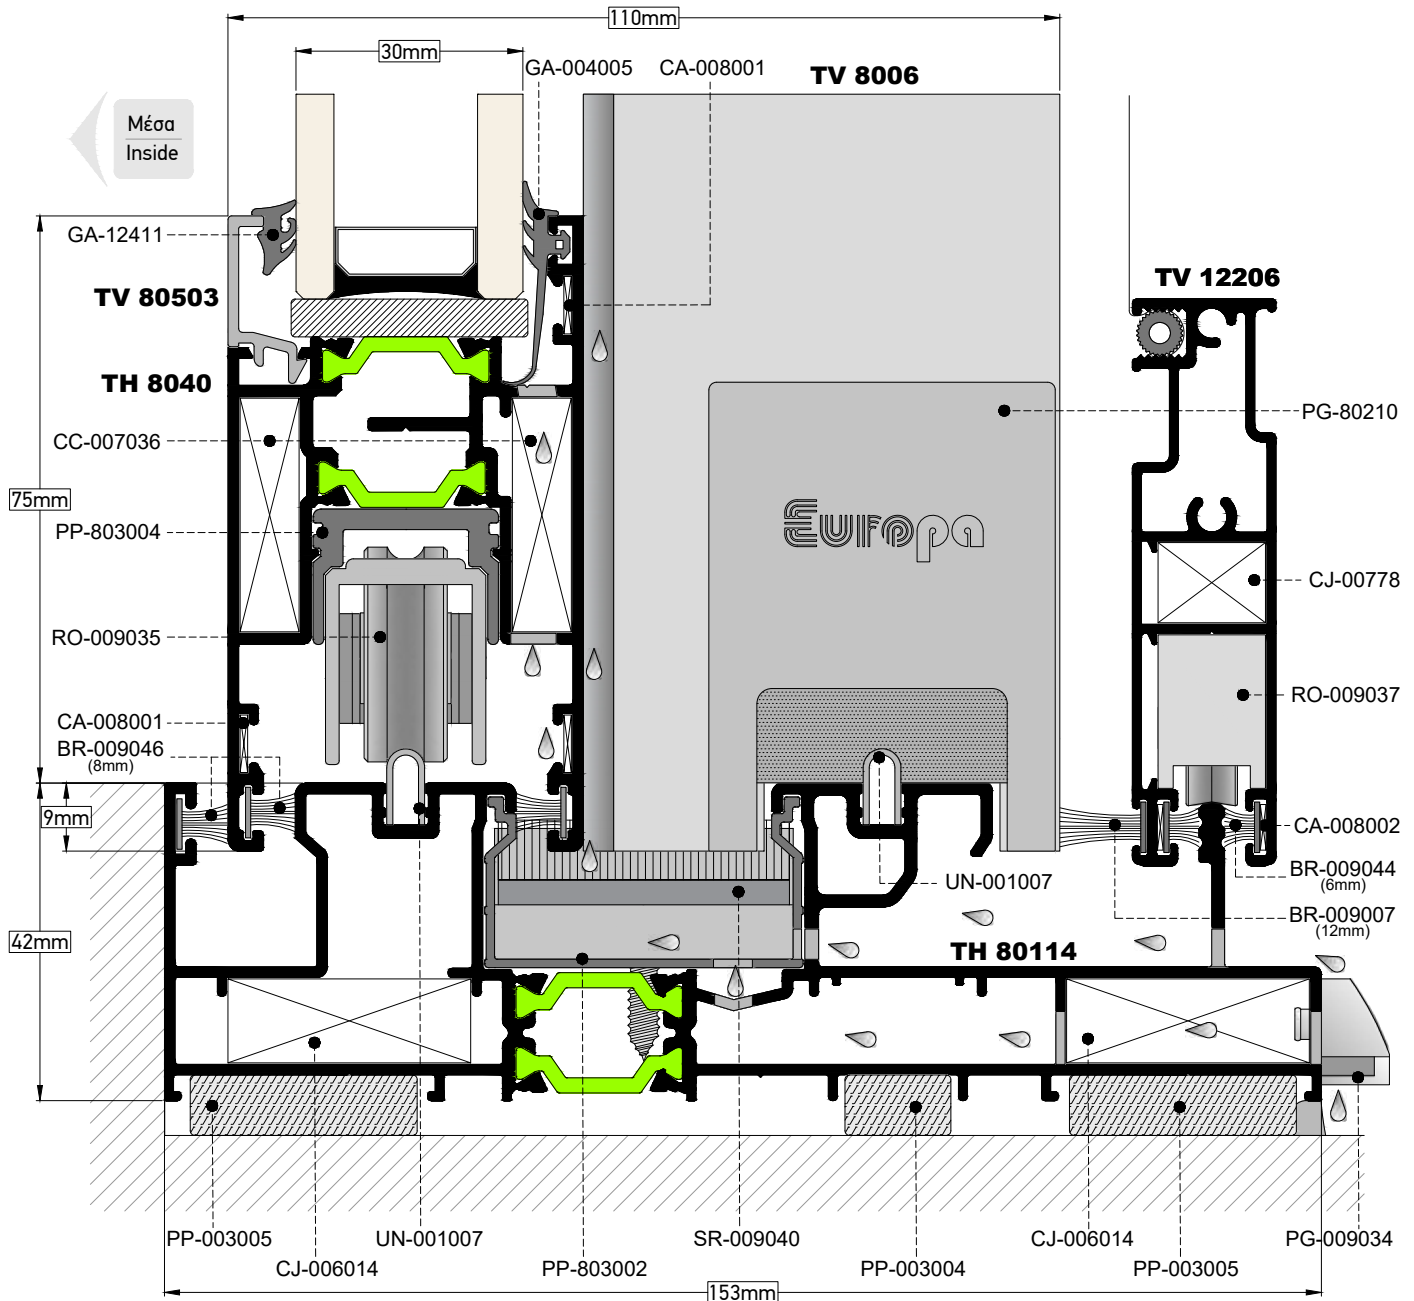 110mm
30mm
GA-004005
CA-008001
TV 8006
Μέσα
Inside
GA-12411
TV 80503
TV 12206
TH 8040
PG-80210
CC-007036
75mm
Europa
PP-803004
CJ-00778
RO-009035
RO-009037
CA-008001
BR-009046
(8mm)
9mm
CA-008002
BR-009044
(6mm)
UN-001007
BR-009007
(12mm)
42mm
TH 80114
PP-003005
UN-001007
SR-009040
CJ-006014
PG-009034
CJ-006014
PP-803002
PP-003004
PP-003005
153mm